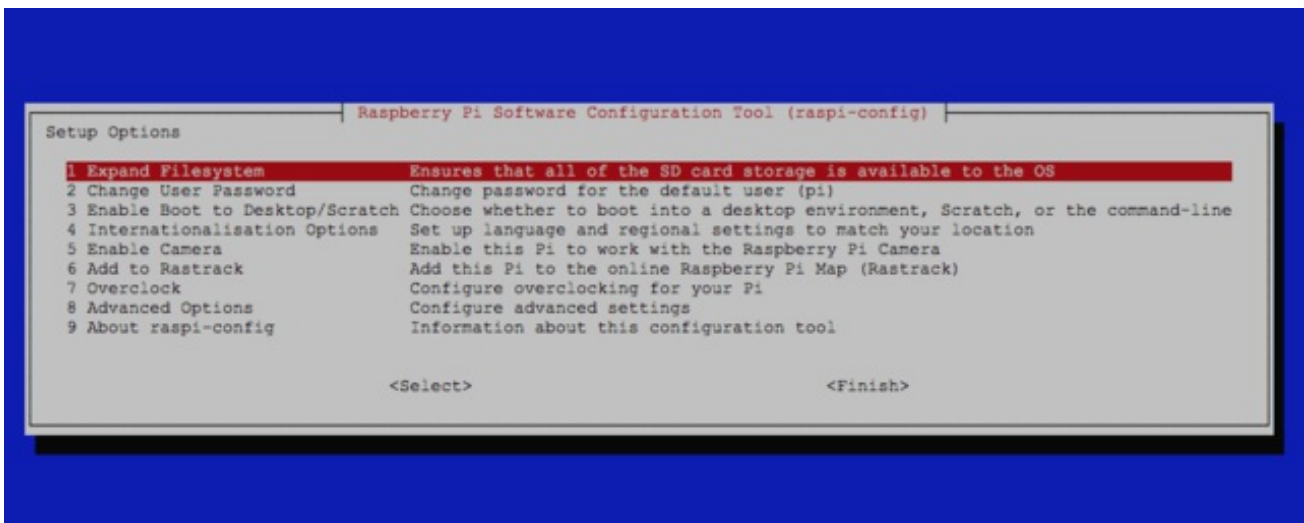 Raspberry Pi Software Configuration Tool (raspi-config)
Setup Options
1 Expand Filesystem Ensures that all of the SD card storage is available to the OS
2 Change User Password Change password for the default user (pi)
3 Enable Boot to Desktop/Scratch Choose whether to boot into a desktop environment, Scratch, or the command-line
4 Internationalisation Options Set up language and regional settings to match your location
5 Enable Camera Enable this Pi to work with the Raspberry Pi Camera
6 Add to Rastrack Add this Pi to the online Raspberry Pi Map (Rastrack)
7 Overclock Configure overclocking for your Pi
8 Advanced Options Configure advanced settings
9 About raspi-config Information about this configuration tool
<Select> <Finish>